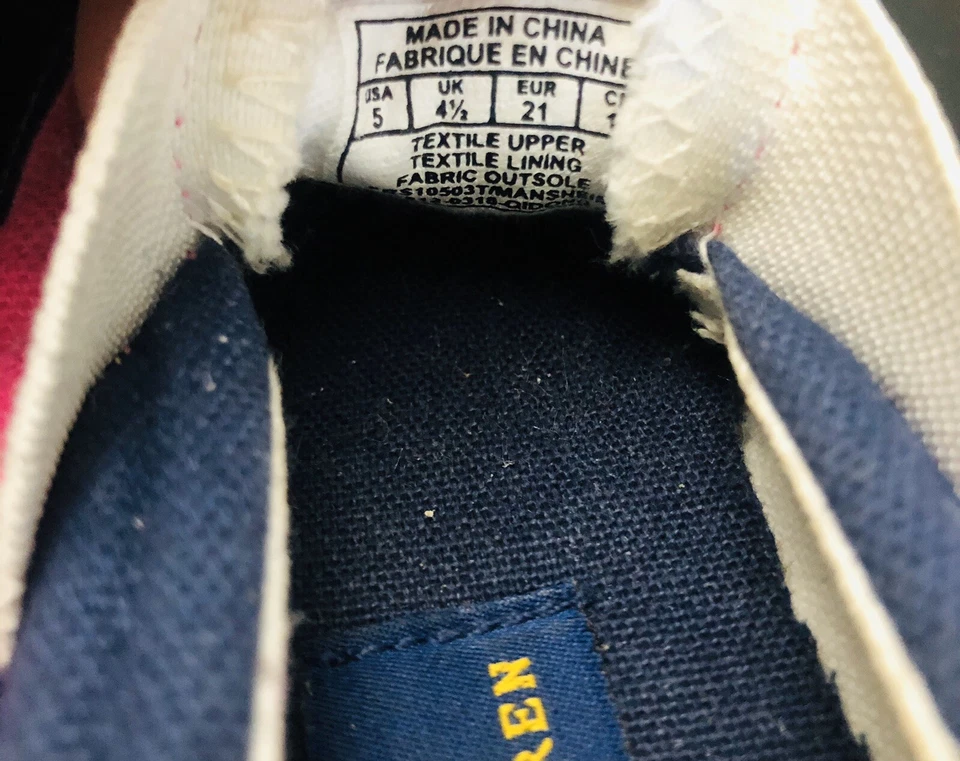 MADE IN CHINA
FABRIQUE EN CHINE
USA UK EUR
5 4½ 21
TEXTILE UPPER
TEXTILE LINING
FABRIC OUTSOLE
REN